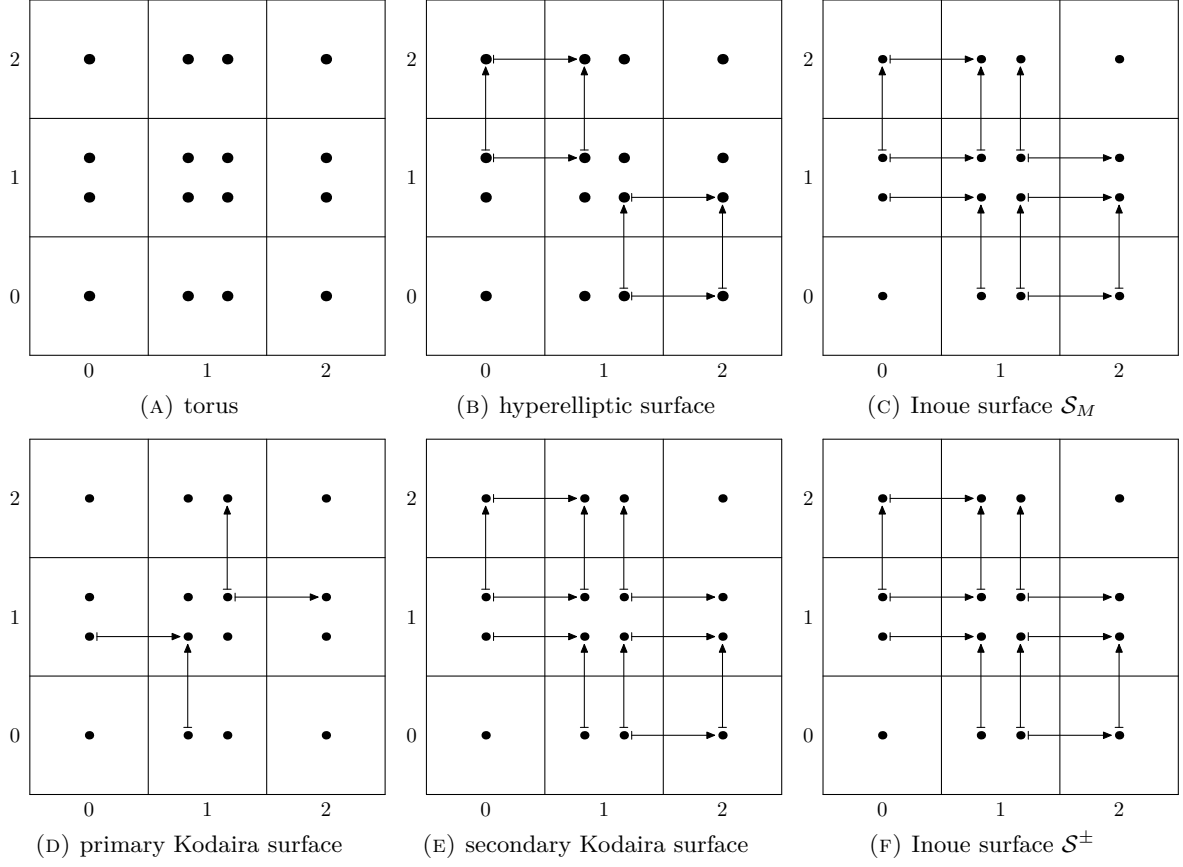 2
1
0
0 1 2
(A) torus
2
1
0
0 1 2
(B) hyperelliptic surface
2
1
0
0 1 2
(C) Inoue surface 𝒮_M
2
1
0
0 1 2
(D) primary Kodaira surface
2
1
0
0 1 2
(E) secondary Kodaira surface
2
1
0
0 1 2
(F) Inoue surface 𝒮^±